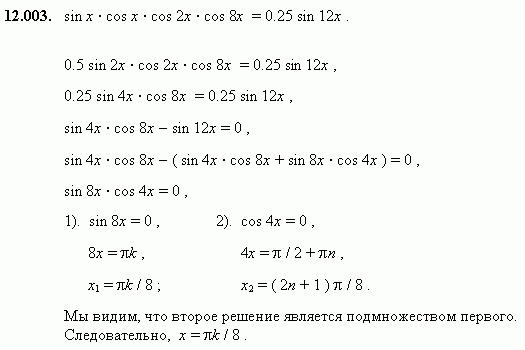 12.003. sin x · cos x · cos 2x · cos 8x = 0.25 sin 12x .
0.5 sin 2x · cos 2x · cos 8x = 0.25 sin 12x ,
0.25 sin 4x · cos 8x = 0.25 sin 12x ,
sin 4x · cos 8x – sin 12x = 0 ,
sin 4x · cos 8x – ( sin 4x · cos 8x + sin 8x · cos 4x ) = 0 ,
sin 8x · cos 4x = 0 ,
1). sin 8x = 0 , 2). cos 4x = 0 ,
8x = πk , 4x = π / 2 + πn ,
x₁ = πk / 8 ; x₂ = ( 2n + 1 ) π / 8 .
Мы видим, что второе решение является подмножеством первого.
Следовательно, x = πk / 8 .